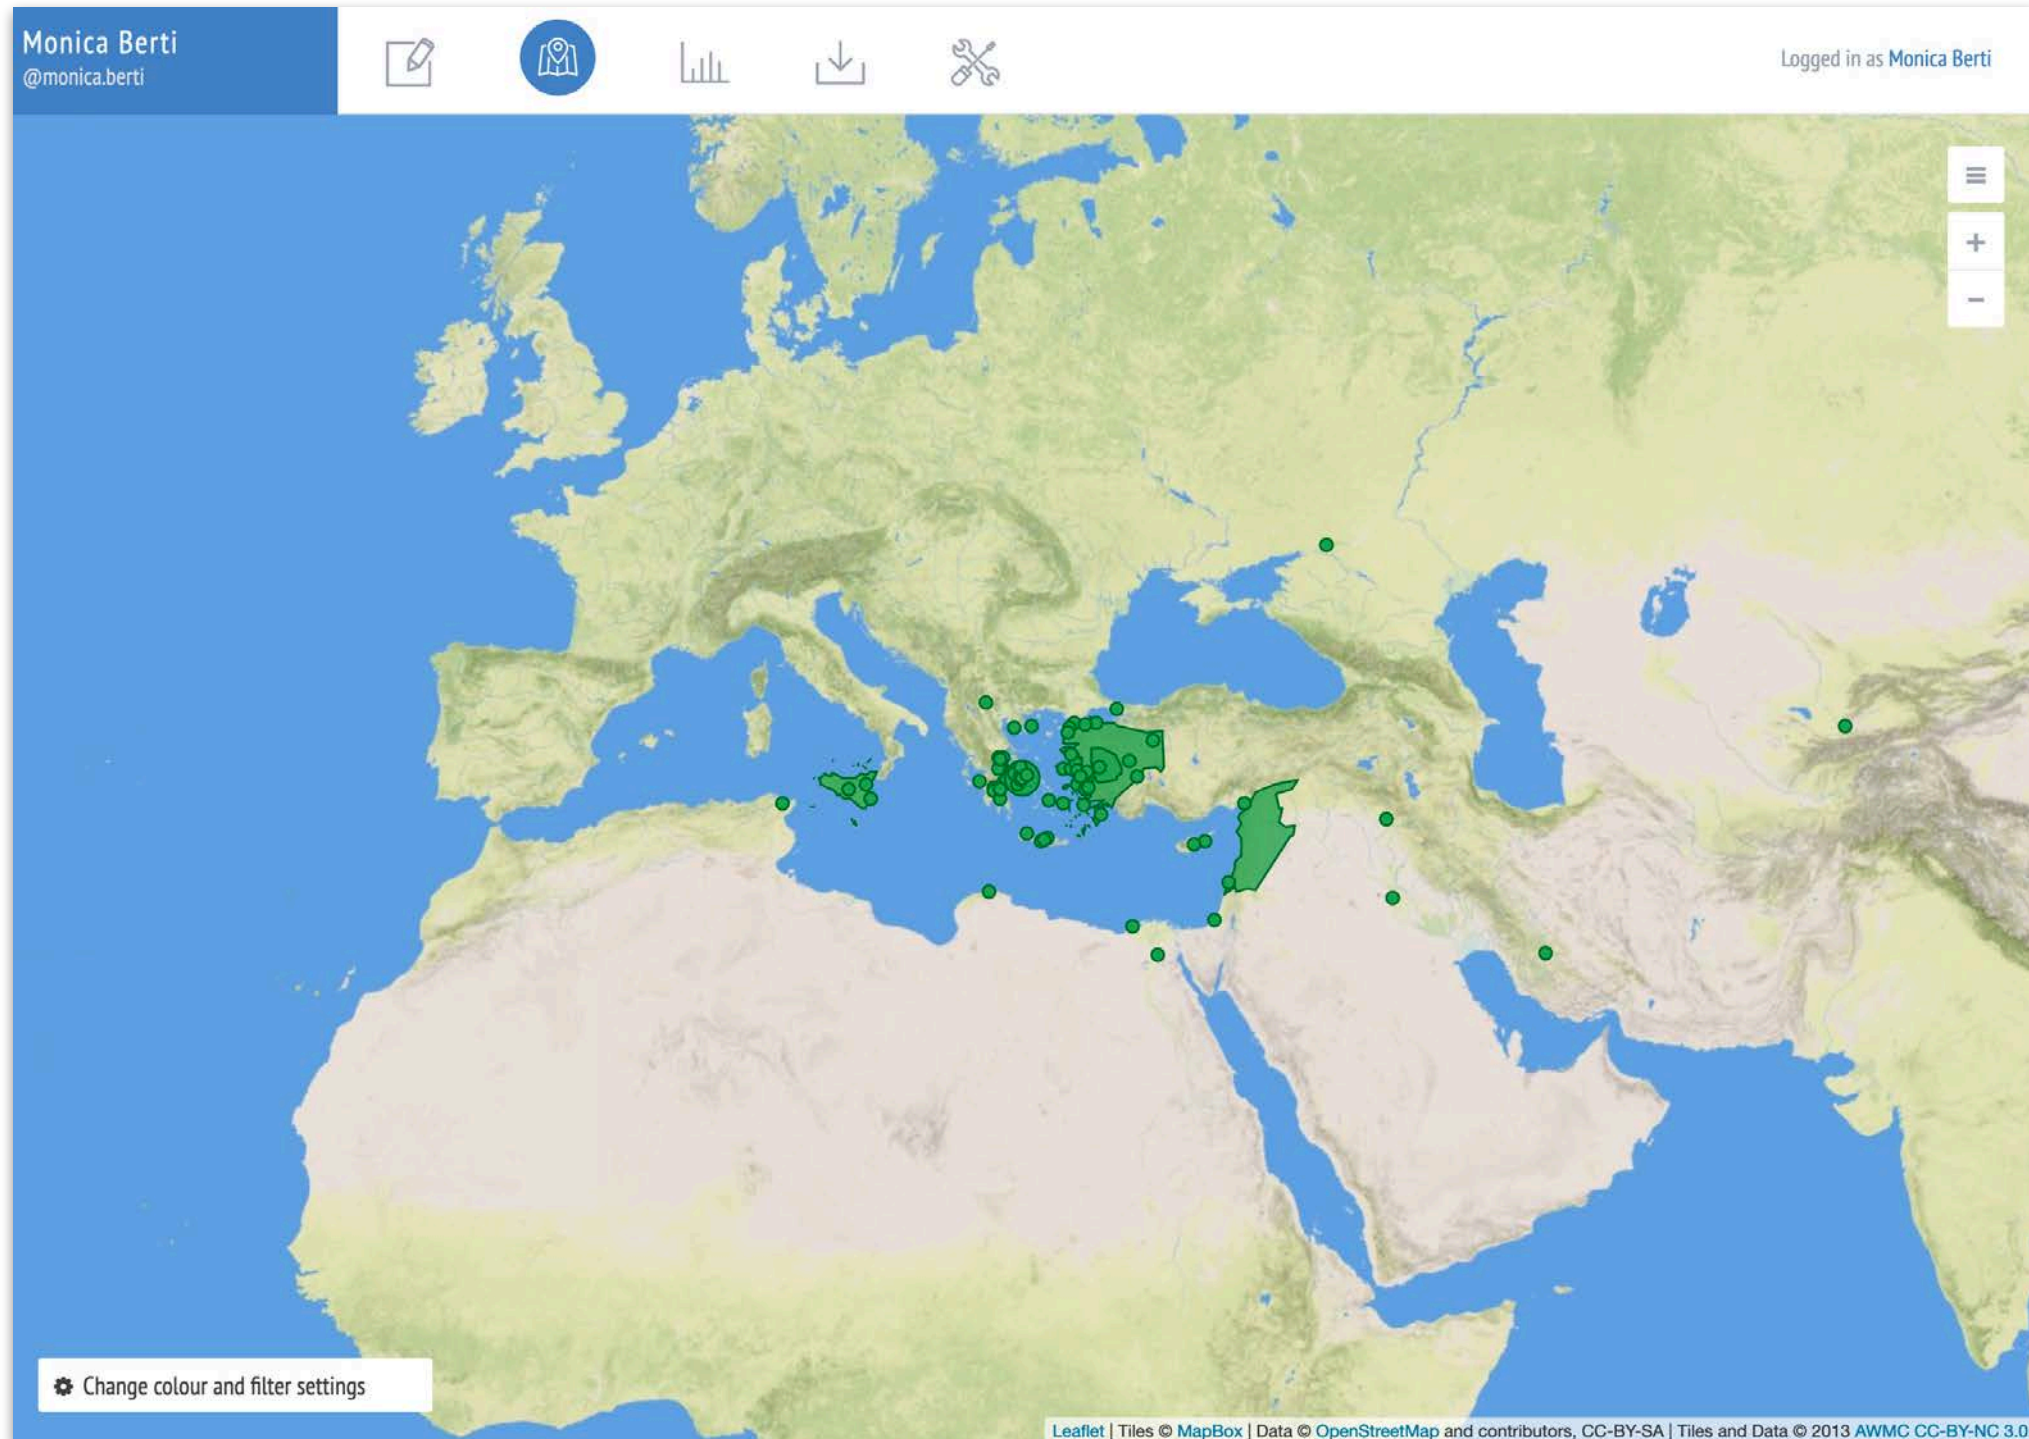 Monica Berti
@monica.berti
Logged in as Monica Berti
+
−
Change colour and filter settings
Leaflet | Tiles © MapBox | Data © OpenStreetMap and contributors, CC-BY-SA | Tiles and Data © 2013 AWMC CC-BY-NC 3.0